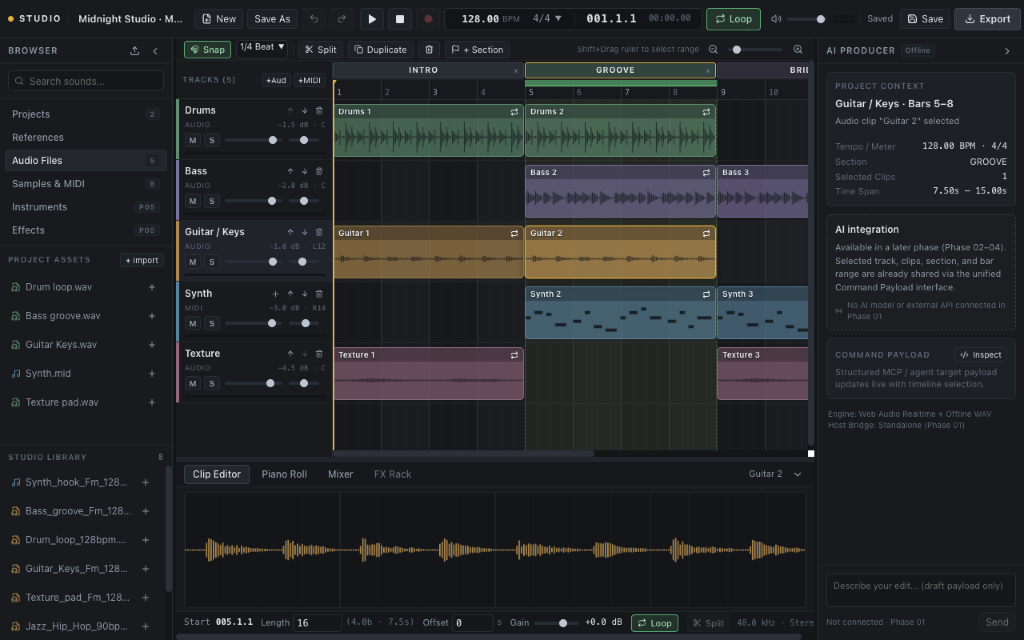 STUDIO Midnight Studio · M... New Save As 128.00 BPM 4/4 ▼ 001.1.1 00:00.00 Loop Saved Save Export
BROWSER
Search sounds...
Projects 2
References
Audio Files 6
Samples & MIDI 8
Instruments P05
Effects P05
PROJECT ASSETS + Import
Drum loop.wav +
Bass groove.wav +
Guitar Keys.wav +
Synth.mid +
Texture pad.wav +
STUDIO LIBRARY 8
Synth_hook_Fm_128... +
Bass_groove_Fm_128... +
Drum_loop_128bpm.... +
Guitar_Keys_Fm_128... +
Texture_pad_Fm_128... +
Jazz_Hip_Hop_90bp... +
Snap 1/4 Beat ▼ Split Duplicate + Section Shift+Drag ruler to select range
TRACKS (5) +Aud +MIDI
INTRO × GROOVE × BRID
1 2 3 4 5 6 7 8 9 10
Drums
AUDIO -1.5 dB · C
M S
Drums 1 Drums 2
Bass
AUDIO -2.0 dB · C
M S
Bass 2 Bass 3
Guitar / Keys
AUDIO -1.0 dB · L12
M S
Guitar 1 Guitar 2
Synth
MIDI -3.0 dB · R14
M S
Synth 2 Synth 3
Texture
AUDIO -4.5 dB · C
M S
Texture 1 Texture 3
Clip Editor Piano Roll Mixer FX Rack Guitar 2
Start 005.1.1 Length 16 (4.0b · 7.5s) Offset 0 s Gain +0.0 dB Loop Split 48.0 kHz · Stere
AI PRODUCER Offline
PROJECT CONTEXT
Guitar / Keys · Bars 5–8
Audio clip "Guitar 2" selected
Tempo / Meter 128.00 BPM · 4/4
Section GROOVE
Selected Clips 1
Time Span 7.50s – 15.00s
AI integration
Available in a later phase (Phase 02–04).
Selected track, clips, section, and bar
range are already shared via the unified
Command Payload interface.
No AI model or external API connected in
Phase 01
COMMAND PAYLOAD </> Inspect
Structured MCP / agent target payload
updates live with timeline selection.
Engine: Web Audio Realtime + Offline WAV
Host Bridge: Standalone (Phase 01)
Describe your edit... (draft payload only)
Not connected · Phase 01 Send